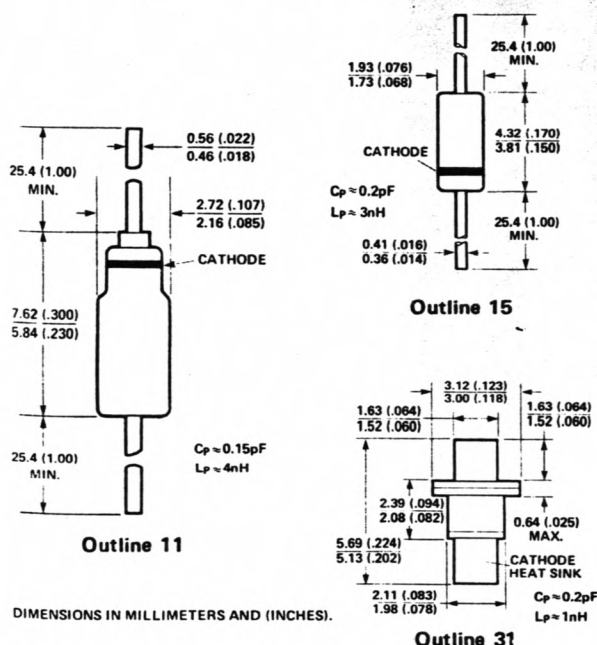 0.56 (.022)
0.46 (.018)
25.4 (1.00)
MIN.
2.72 (.107)
2.16 (.085)
CATHODE
7.62 (.300)
5.84 (.230)
25.4 (1.00)
MIN.
Cp ≈ 0.15pF
Lp ≈ 4nH
Outline 11
25.4 (1.00)
MIN.
1.93 (.076)
1.73 (.068)
4.32 (.170)
3.81 (.150)
CATHODE
Cp ≈ 0.2pF
Lp ≈ 3nH
25.4 (1.00)
MIN.
0.41 (.016)
0.36 (.014)
Outline 15
3.12 (.123)
3.00 (.118)
1.63 (.064)
1.52 (.060)
1.63 (.064)
1.52 (.060)
2.39 (.094)
2.08 (.082)
0.64 (.025)
MAX.
5.69 (.224)
5.13 (.202)
CATHODE
HEAT SINK
2.11 (.083)
1.98 (.078)
Cp ≈ 0.2pF
Lp ≈ 1nH
Outline 31
DIMENSIONS IN MILLIMETERS AND (INCHES).